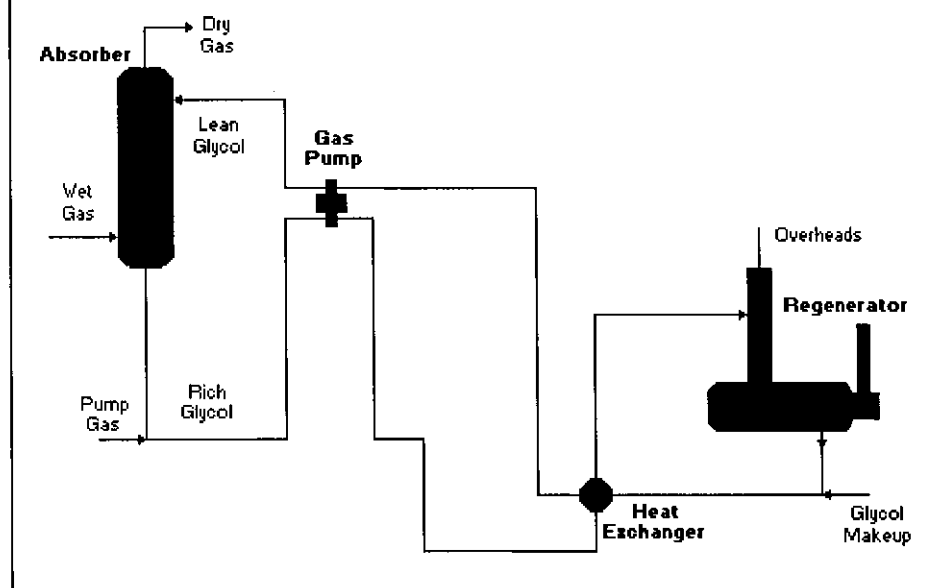 Dry
Gas
Absorber
Lean
Glycol
Gas
Pump
Wet
Gas
Overheads
Regenerator
Rich
Glycol
Pump
Gas
Heat
Exchanger
Glycol
Makeup